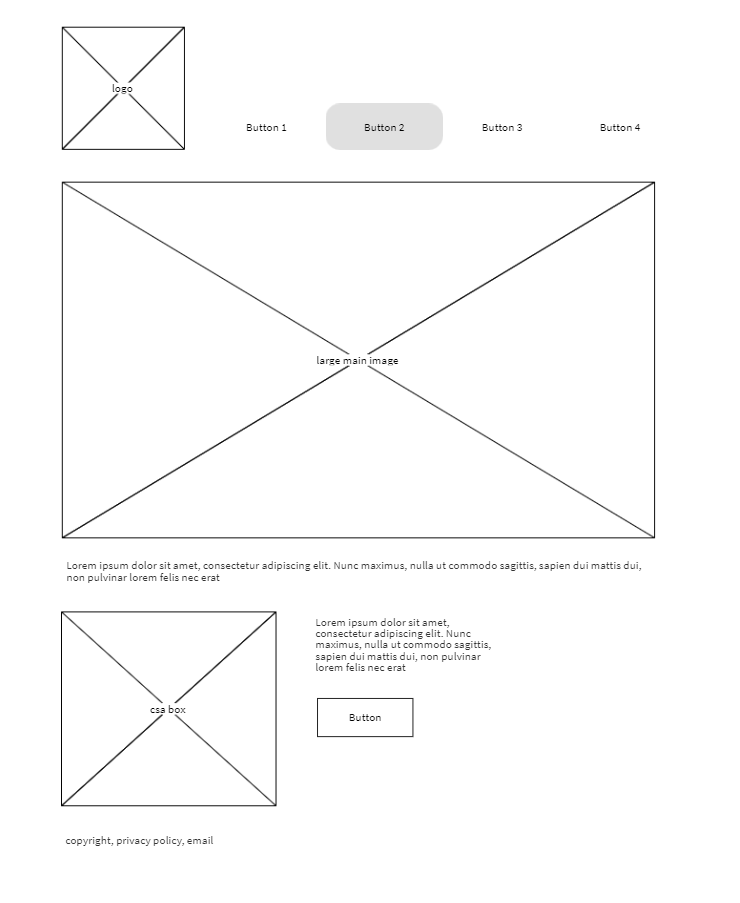 logo
Button 1
Button 2
Button 3
Button 4
large main image
Lorem ipsum dolor sit amet, consectetur adipiscing elit. Nunc maximus, nulla ut commodo sagittis, sapien dui mattis dui,
non pulvinar lorem felis nec erat
csa box
Lorem ipsum dolor sit amet,
consectetur adipiscing elit. Nunc
maximus, nulla ut commodo sagittis,
sapien dui mattis dui, non pulvinar
lorem felis nec erat
Button
copyright, privacy policy, email